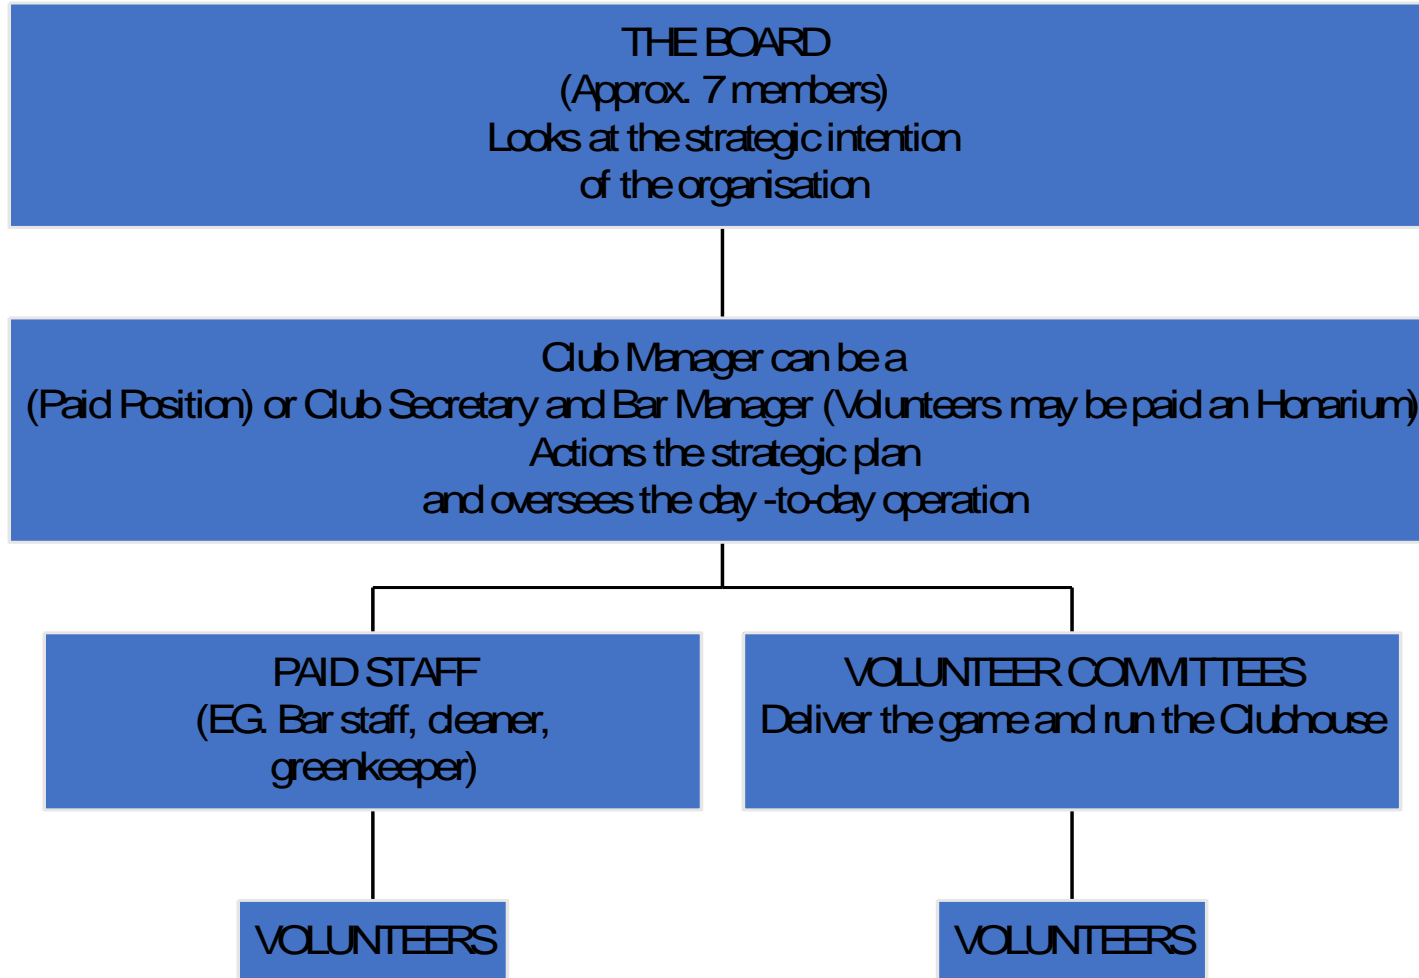 THE BOARD
(Approx. 7 members)
Looks at the strategic intention
of the organisation
Club Manager can be a
(Paid Position) or Club Secretary and Bar Manager (Volunteers may be paid an Honarium)
Actions the strategic plan
and oversees the day -to-day operation
PAID STAFF
(EG. Bar staff, cleaner,
greenkeeper)
VOLUNTEER COMMITTEES
Deliver the game and run the Clubhouse
VOLUNTEERS
VOLUNTEERS